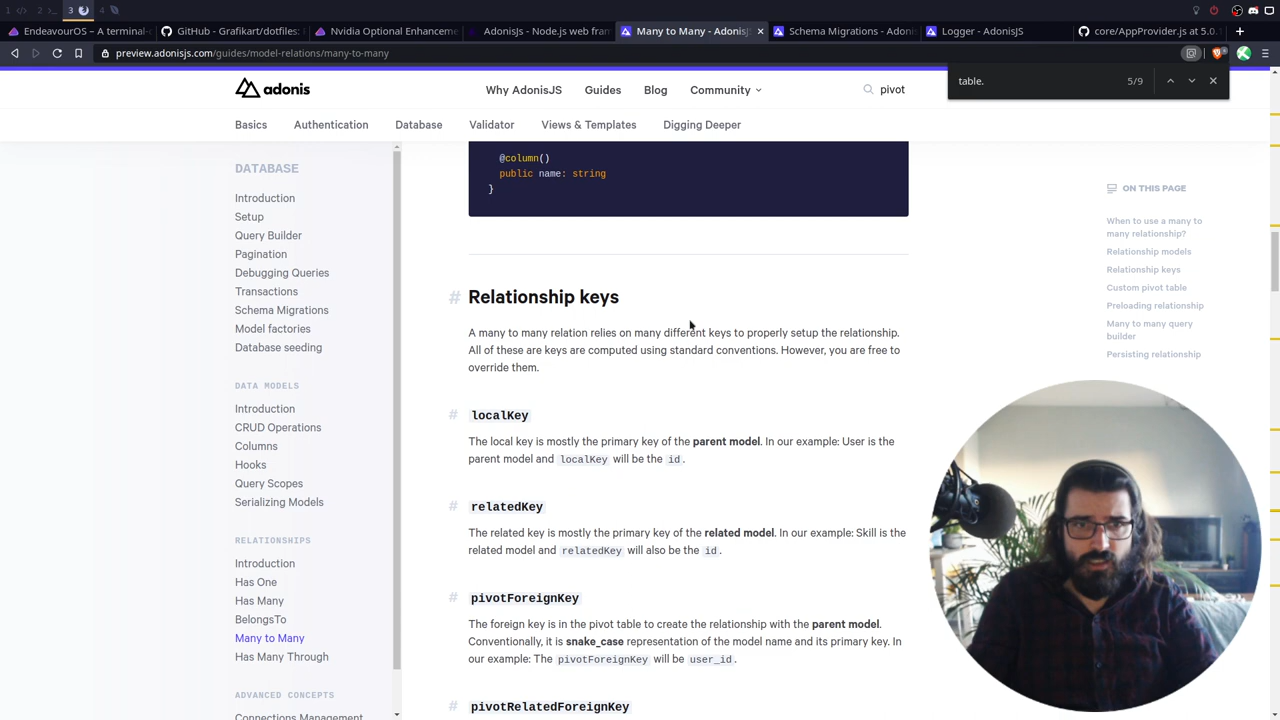 1 2 3 4
EndeavourOS – A terminal-c
GitHub - Grafikart/dotfiles:
Nvidia Optional Enhanceme
AdonisJs - Node.js web fran
Many to Many - AdonisJ
Schema Migrations - Adonis
Logger - AdonisJS
core/AppProvider.js at 5.0.
preview.adonisjs.com/guides/model-relations/many-to-many
table.
5/9
adonis
Why AdonisJS
Guides
Blog
Community
pivot
Basics
Authentication
Database
Validator
Views & Templates
Digging Deeper
DATABASE
Introduction
Setup
Query Builder
Pagination
Debugging Queries
Transactions
Schema Migrations
Model factories
Database seeding
DATA MODELS
Introduction
CRUD Operations
Columns
Hooks
Query Scopes
Serializing Models
RELATIONSHIPS
Introduction
Has One
Has Many
BelongsTo
Many to Many
Has Many Through
ADVANCED CONCEPTS
Connections Management
@column()
public name: string
}
# Relationship keys
A many to many relation relies on many different keys to properly setup the relationship.
All of these are keys are computed using standard conventions. However, you are free to
override them.
# localKey
The local key is mostly the primary key of the parent model. In our example: User is the
parent model and localKey will be the id.
# relatedKey
The related key is mostly the primary key of the related model. In our example: Skill is the
related model and relatedKey will also be the id.
# pivotForeignKey
The foreign key is in the pivot table to create the relationship with the parent model.
Conventionally, it is snake_case representation of the model name and its primary key. In
our example: The pivotForeignKey will be user_id.
# pivotRelatedForeignKey
ON THIS PAGE
When to use a many to
many relationship?
Relationship models
Relationship keys
Custom pivot table
Preloading relationship
Many to many query
builder
Persisting relationship